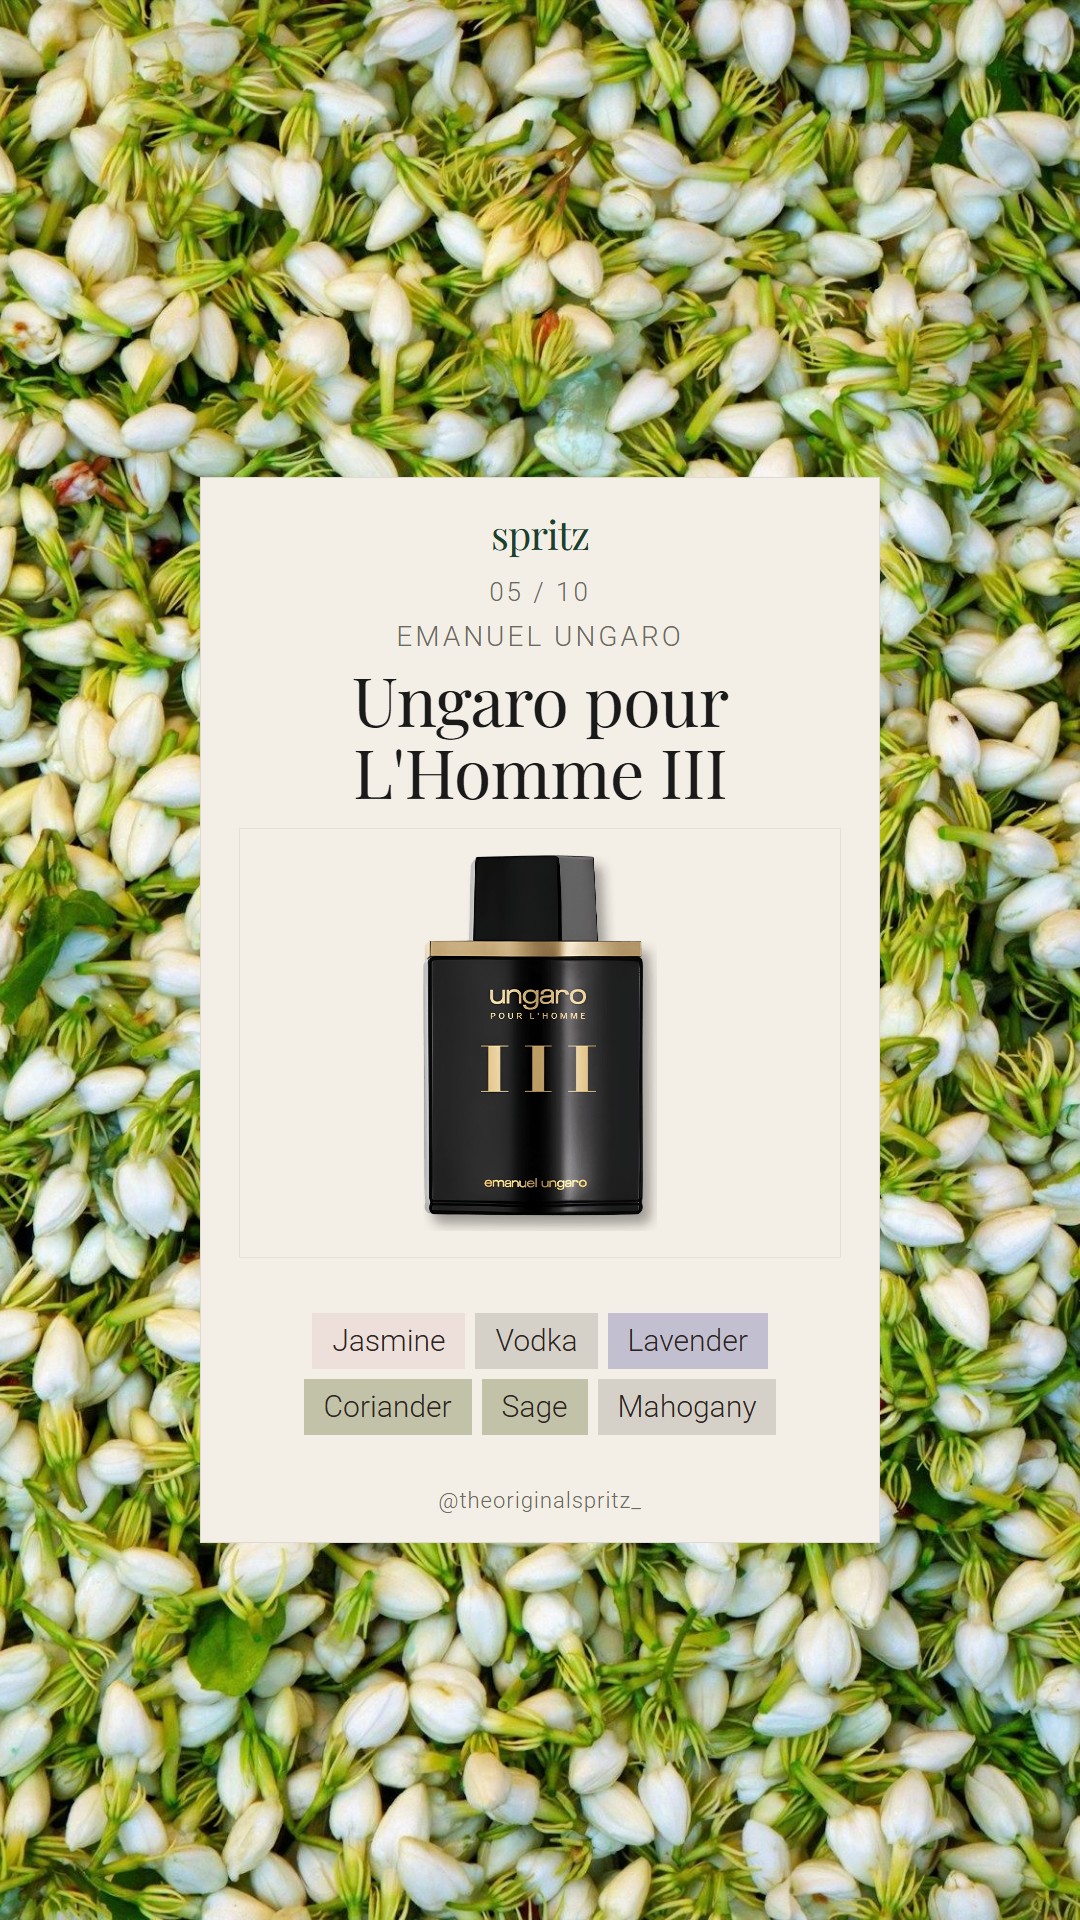 spritz
05 / 10
EMANUEL UNGARO
Ungaro pour
L'Homme III
ungaro
POUR L'HOMME
III
emanuel ungaro
Jasmine Vodka Lavender
Coriander Sage Mahogany
@theoriginalspritz_